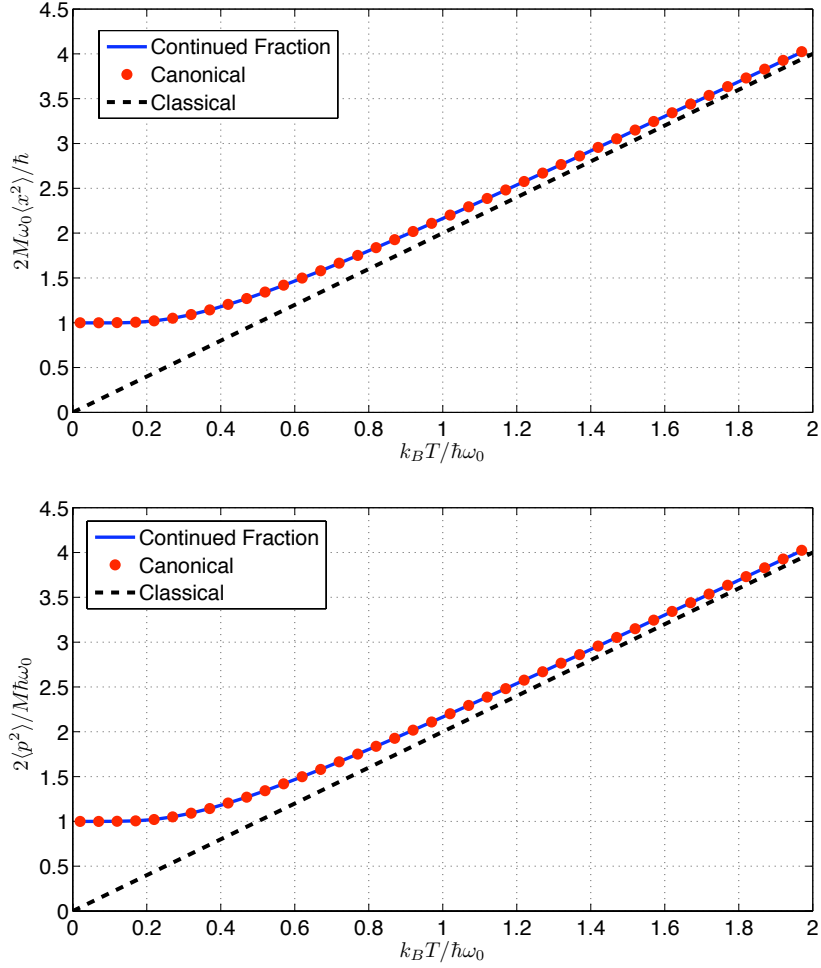 4.5
4
3.5
3
2.5
2
1.5
1
0.5
0
2Mω₀⟨x²⟩/ħ
Continued Fraction
Canonical
Classical
0 0.2 0.4 0.6 0.8 1 1.2 1.4 1.6 1.8 2
k_BT/ħω₀
4.5
4
3.5
3
2.5
2
1.5
1
0.5
0
2⟨p²⟩/Mħω₀
Continued Fraction
Canonical
Classical
0 0.2 0.4 0.6 0.8 1 1.2 1.4 1.6 1.8 2
k_BT/ħω₀